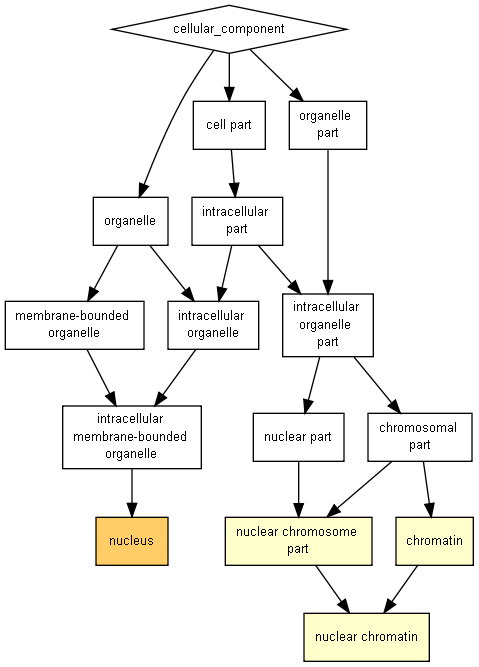 cellular_component
cell part
organelle
part
organelle
intracellular
part
membrane-bounded
organelle
intracellular
organelle
intracellular
organelle
part
intracellular
membrane-bounded
organelle
nuclear part
chromosomal
part
nucleus
nuclear chromosome
part
chromatin
nuclear chromatin